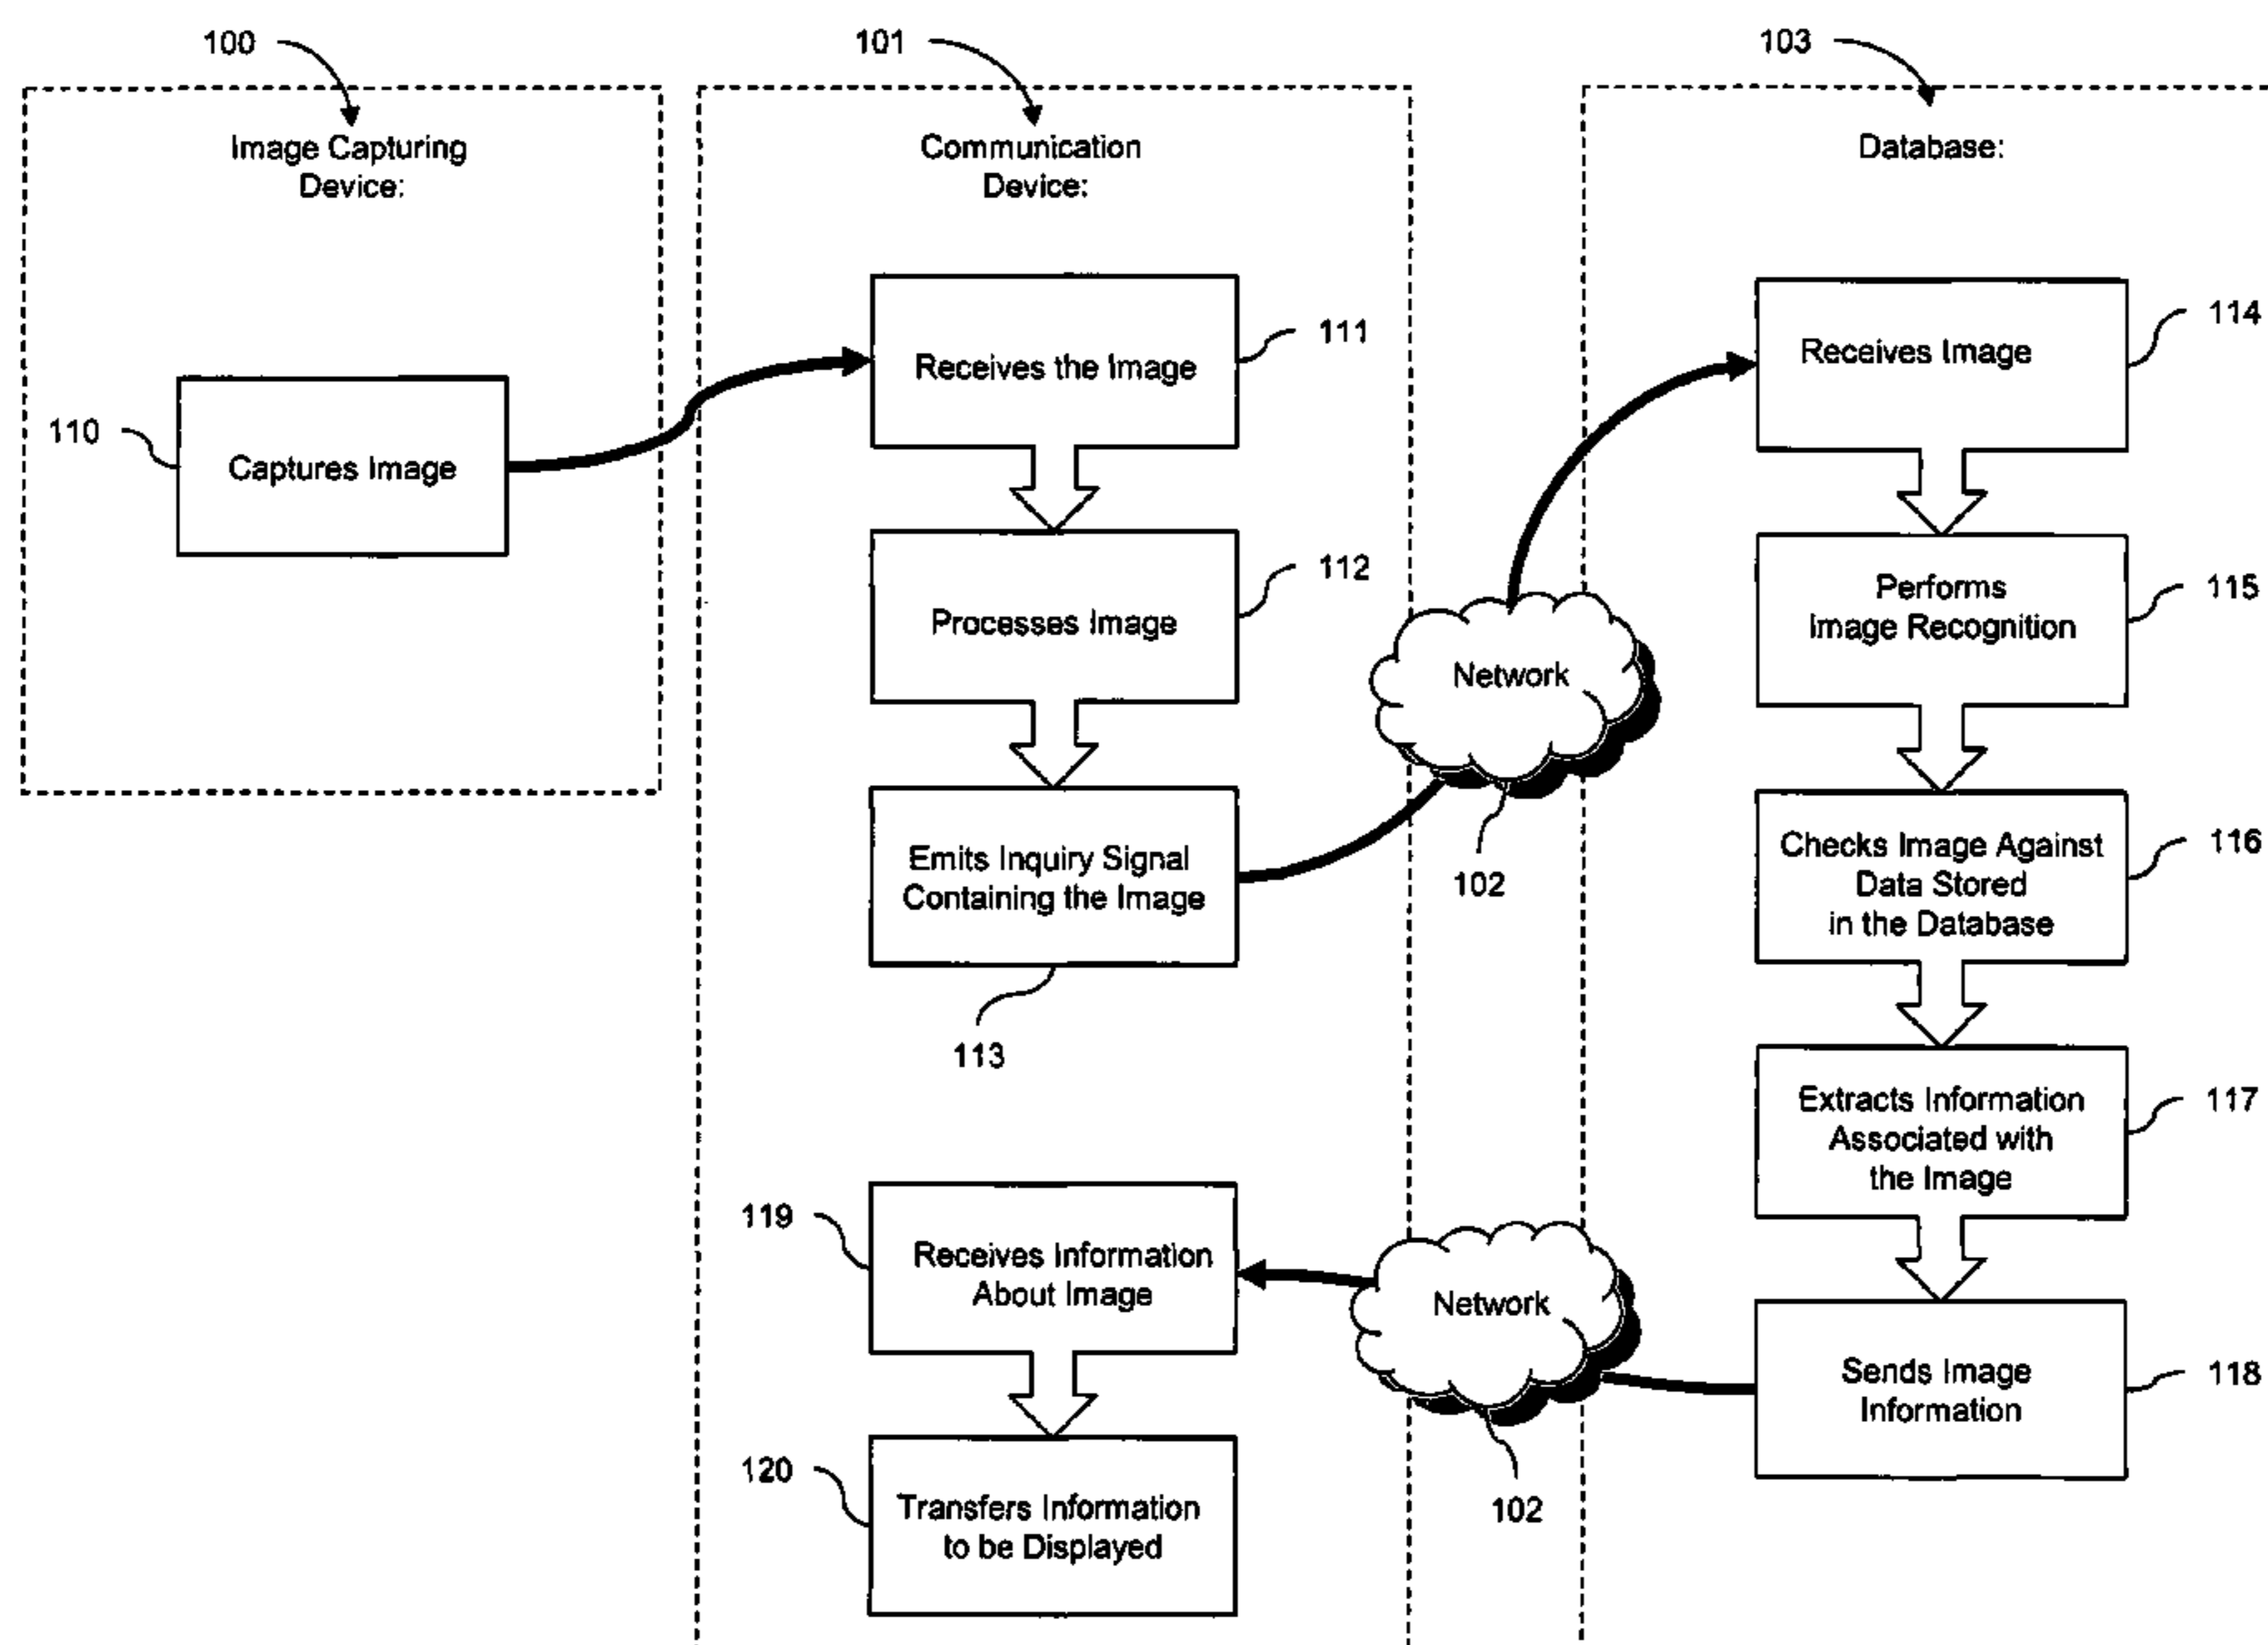 100
101
103
Image Capturing
Device:
Communication
Device:
Database:
110
Captures Image
Receives the Image
111
Processes Image
112
Emits Inquiry Signal
Containing the Image
113
Network
102
Receives Image
114
Performs
Image Recognition
115
Checks Image Against
Data Stored
in the Database
116
Extracts Information
Associated with
the Image
117
Sends Image
Information
118
Network
102
119
Receives Information
About Image
120
Transfers Information
to be Displayed